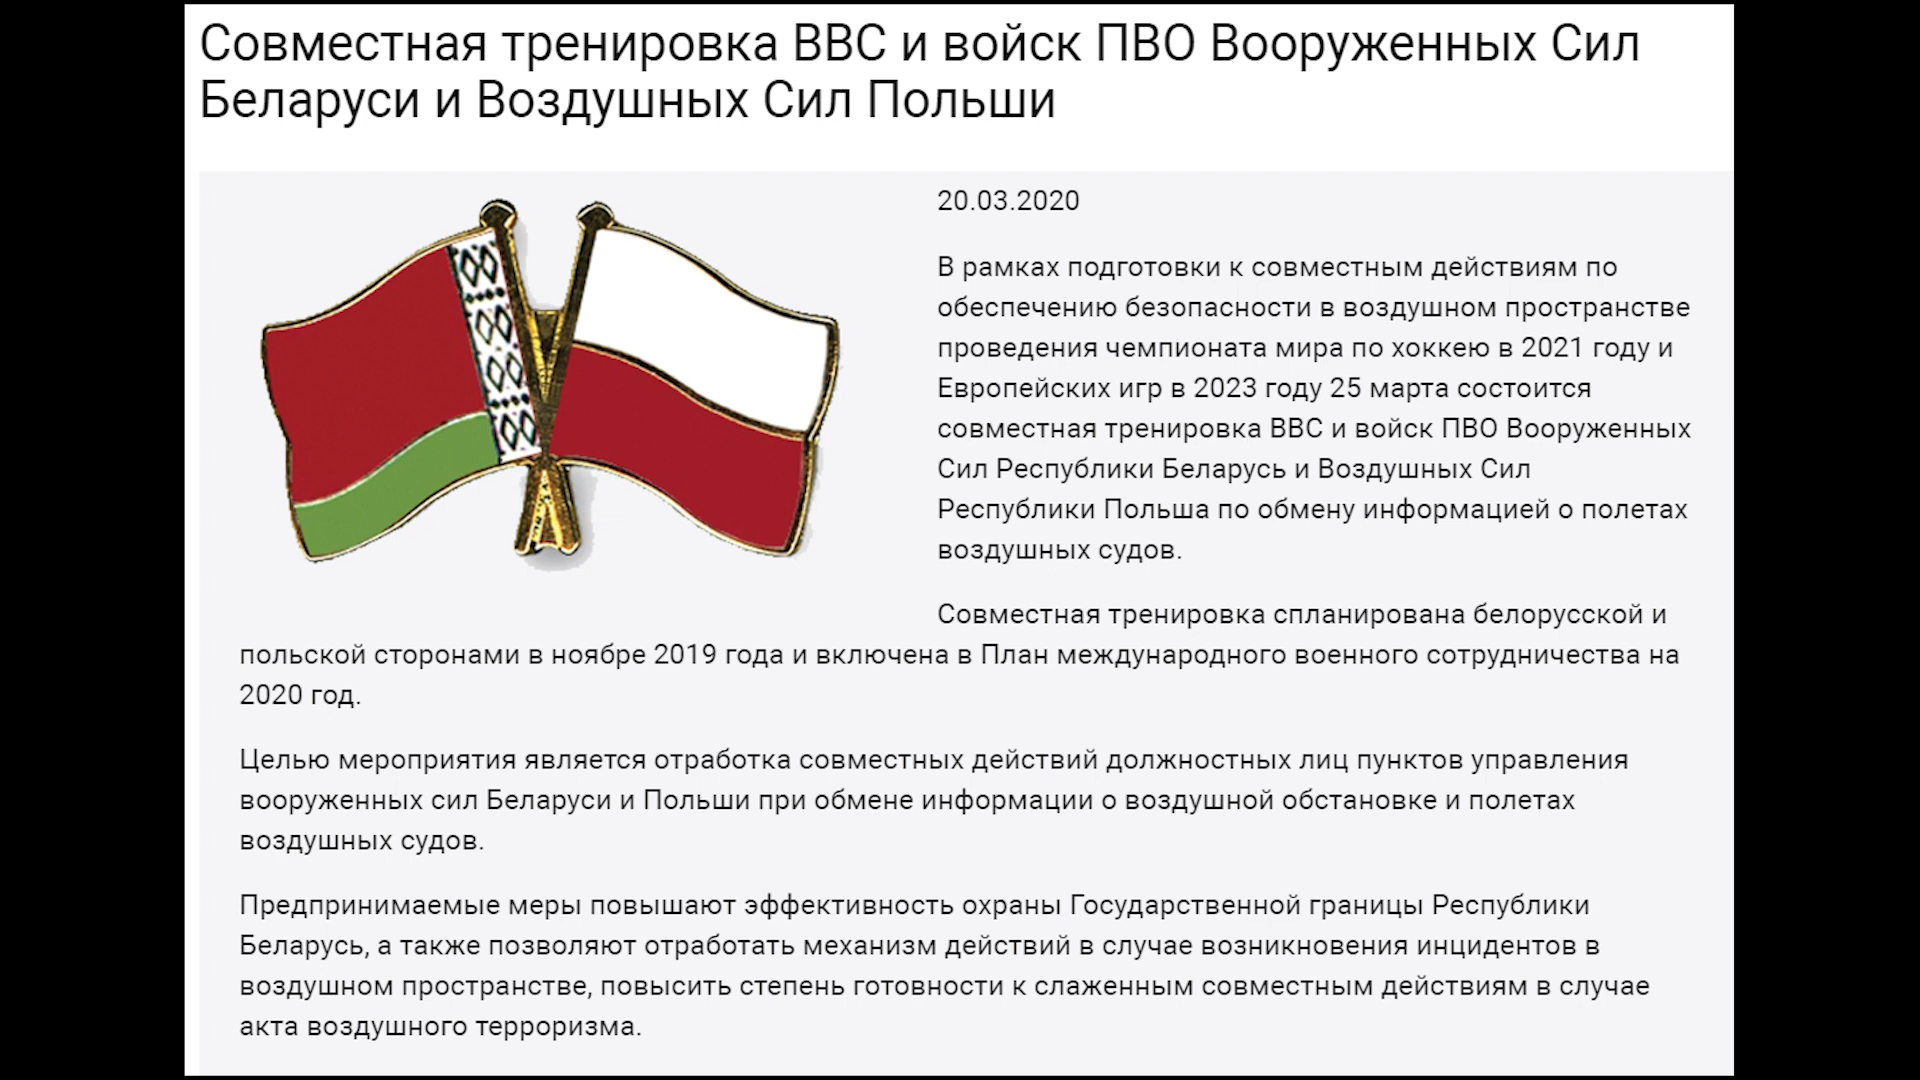 Совместная тренировка ВВС и войск ПВО Вооруженных Сил
Беларуси и Воздушных Сил Польши
20.03.2020
В рамках подготовки к совместным действиям по
обеспечению безопасности в воздушном пространстве
проведения чемпионата мира по хоккею в 2021 году и
Европейских игр в 2023 году 25 марта состоится
совместная тренировка ВВС и войск ПВО Вооруженных
Сил Республики Беларусь и Воздушных Сил
Республики Польша по обмену информацией о полетах
воздушных судов.
Совместная тренировка спланирована белорусской и
польской сторонами в ноябре 2019 года и включена в План международного военного сотрудничества на
2020 год.
Целью мероприятия является отработка совместных действий должностных лиц пунктов управления
вооруженных сил Беларуси и Польши при обмене информации о воздушной обстановке и полетах
воздушных судов.
Предпринимаемые меры повышают эффективность охраны Государственной границы Республики
Беларусь, а также позволяют отработать механизм действий в случае возникновения инцидентов в
воздушном пространстве, повысить степень готовности к слаженным совместным действиям в случае
акта воздушного терроризма.